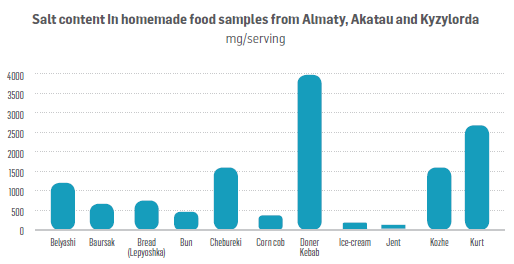 Salt content In homemade food samples from Almaty, Akatau and Kyzylorda
mg/serving
4000
3500
3000
2500
2000
1500
1000
500
0
Belyashi
Baursak
Bread
(Lepyoshka)
Bun
Chebureki
Corn cob
Doner
Kebab
Ice-cream
Jent
Kozhe
Kurt